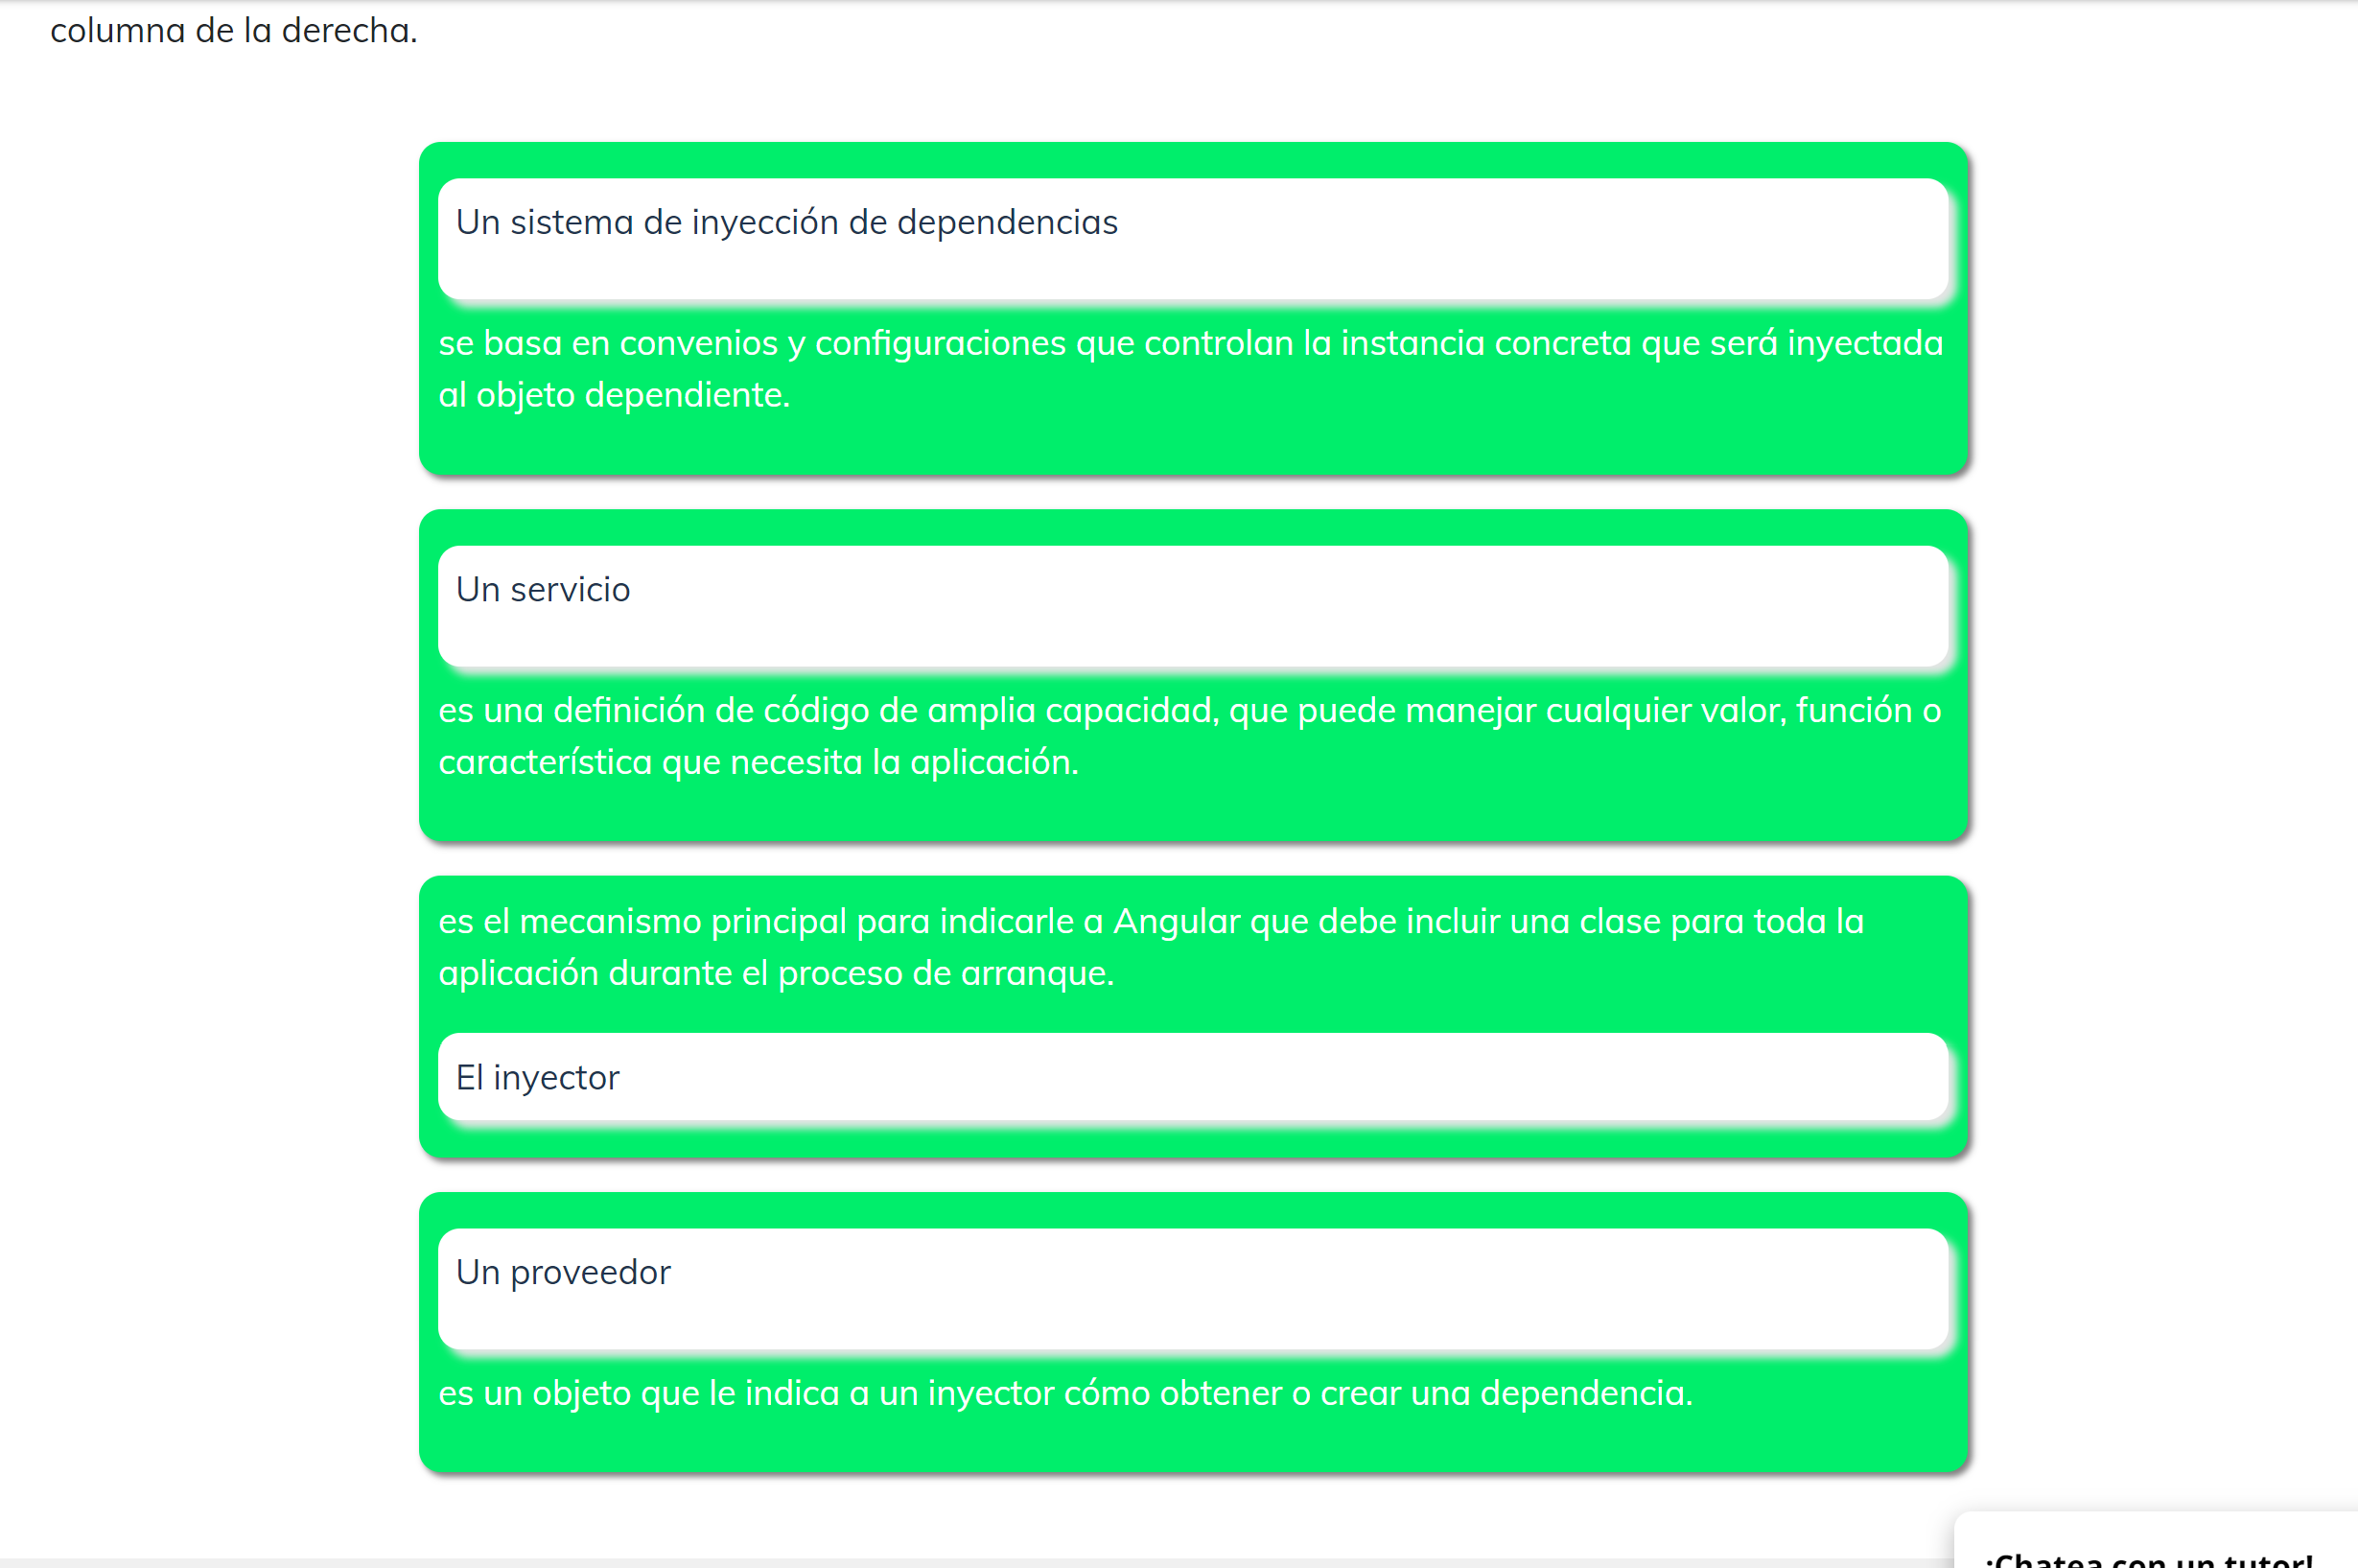 columna de la derecha.
Un sistema de inyección de dependencias
se basa en convenios y configuraciones que controlan la instancia concreta que será inyectada
al objeto dependiente.
Un servicio
es una definición de código de amplia capacidad, que puede manejar cualquier valor, función o
característica que necesita la aplicación.
es el mecanismo principal para indicarle a Angular que debe incluir una clase para toda la
aplicación durante el proceso de arranque.
El inyector
Un proveedor
es un objeto que le indica a un inyector cómo obtener o crear una dependencia.
¡Chatea con un tutor!